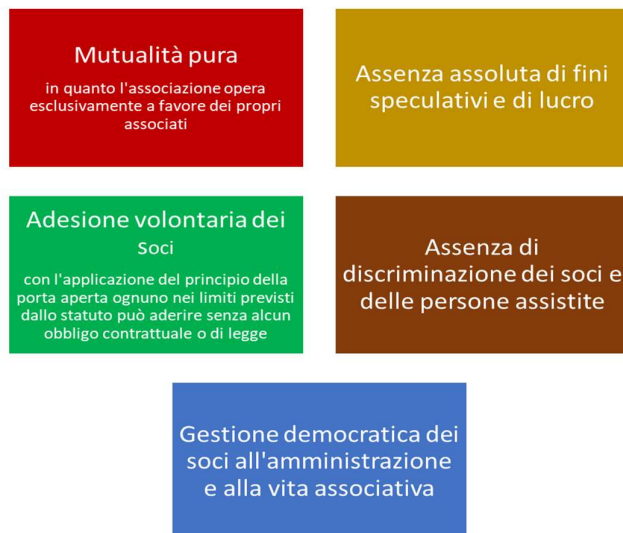 Mutualità pura
in quanto l'associazione opera
esclusivamente a favore dei propri
associati
Assenza assoluta di fini
speculativi e di lucro
Adesione volontaria dei
Soci
con l'applicazione del principio della
porta aperta ognuno nei limiti previsti
dallo statuto può aderire senza alcun
obbligo contrattuale o di legge
Assenza di
discriminazione dei soci e
delle persone assistite
Gestione democratica dei
soci all'amministrazione
e alla vita associativa